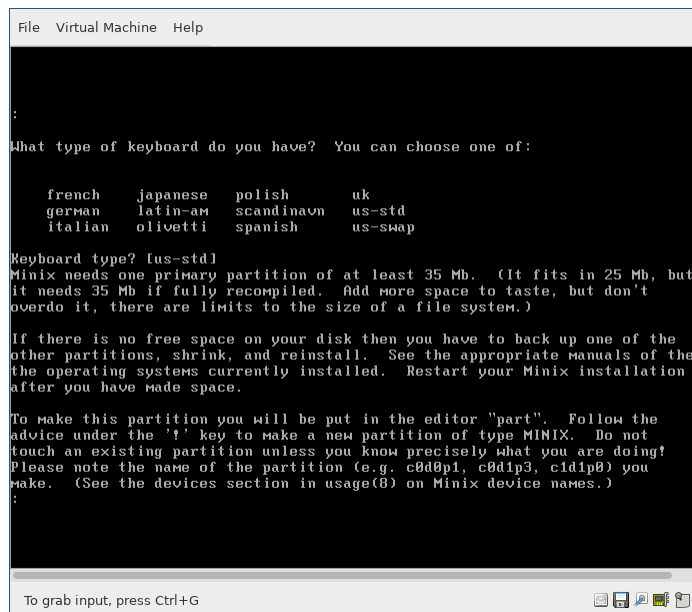 File Virtual Machine Help
:
What type of keyboard do you have?  You can choose one of:
french japanese polish uk
german latin-am scandinavn us-std
italian olivetti spanish us-swap
Keyboard type? [us-std]
Minix needs one primary partition of at least 35 Mb.  (It fits in 25 Mb, but
it needs 35 Mb if fully recompiled.  Add more space to taste, but don't
overdo it, there are limits to the size of a file system.)
If there is no free space on your disk then you have to back up one of the
other partitions, shrink, and reinstall.  See the appropriate manuals of the
the operating systems currently installed.  Restart your Minix installation
after you have made space.
To make this partition you will be put in the editor "part".  Follow the
advice under the '!' key to make a new partition of type MINIX.  Do not
touch an existing partition unless you know precisely what you are doing!
Please note the name of the partition (e.g. c0d0p1, c0d1p3, c1d1p0) you
make.  (See the devices section in usage(8) on Minix device names.)
:
To grab input, press Ctrl+G